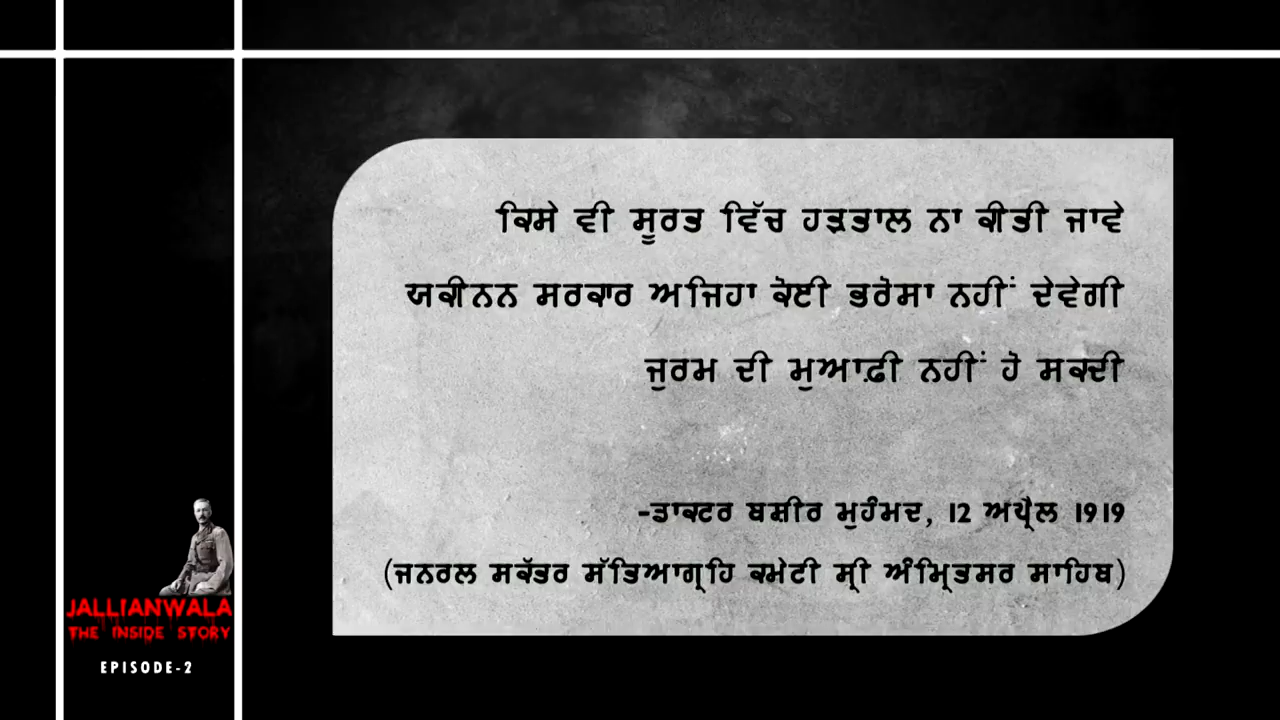 ਕਿਸੇ ਵੀ ਸੂਰਤ ਵਿੱਚ ਹੜਤਾਲ ਨਾ ਕੀਤੀ ਜਾਵੇ
ਯਕੀਨਨ ਸਰਕਾਰ ਅਜਿਹਾ ਕੋਈ ਭਰੋਸਾ ਨਹੀਂ ਦੇਵੇਗੀ
ਜੁਰਮ ਦੀ ਮੁਆਫ਼ੀ ਨਹੀਂ ਹੋ ਸਕਦੀ
-ਡਾਕਟਰ ਬਸ਼ੀਰ ਮੁਹੰਮਦ, 12 ਅਪ੍ਰੈਲ 1919
(ਜਨਰਲ ਸਕੱਤਰ ਸੱਤਿਆਗ੍ਰਹਿ ਕਮੇਟੀ ਸ੍ਰੀ ਅੰਮ੍ਰਿਤਸਰ ਸਾਹਿਬ)
JALLIANWALA
THE INSIDE STORY
EPISODE-2